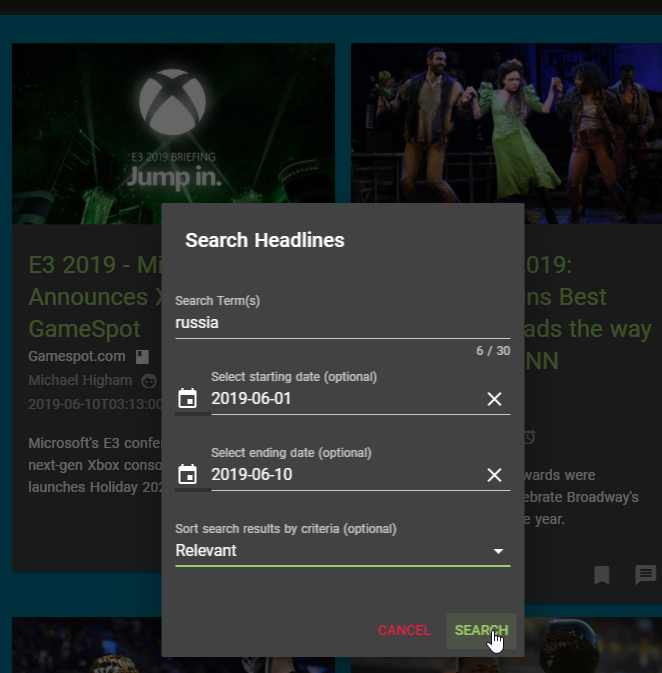 E3 2019 BRIEFING
Jump in.
E3 2019 - Mi
Announces X
GameSpot
Gamespot.com
Michael Higham
2019-06-10T03:13:00
Microsoft's E3 confe
next-gen Xbox conso
launches Holiday 202
2019:
ns Best
ads the way
NN
wards were
ebrate Broadway's
e year.
Search Headlines
Search Term(s)
russia
6 / 30
Select starting date (optional)
2019-06-01
Select ending date (optional)
2019-06-10
Sort search results by criteria (optional)
Relevant
CANCEL
SEARCH